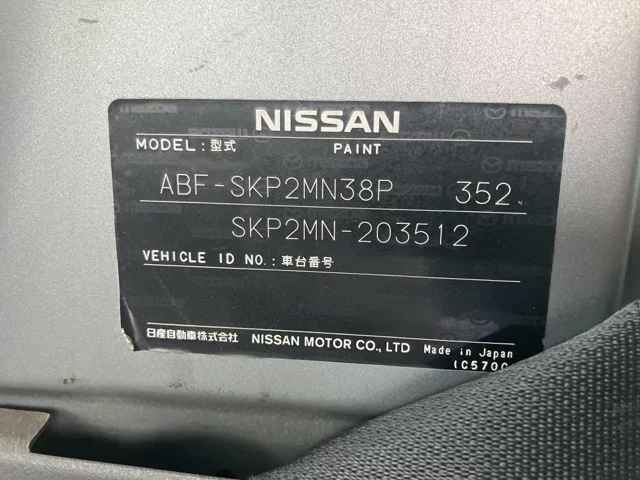 NISSAN
MODEL:型式 PAINT
ABF-SKP2MN38P 352
SKP2MN-203512
VEHICLE ID NO.:車台番号
日産自動車株式会社 NISSAN MOTOR CO., LTD Made in Japan